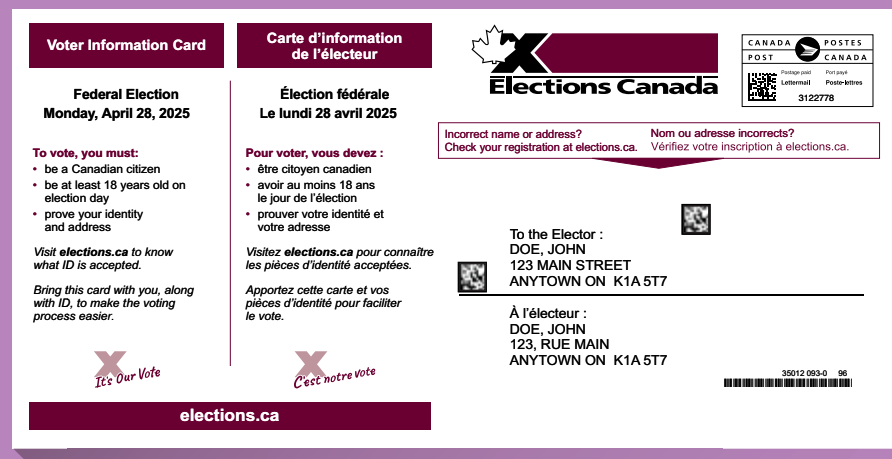 Voter Information Card
Federal Election
Monday, April 28, 2025
To vote, you must:
• be a Canadian citizen
• be at least 18 years old on
election day
• prove your identity
and address
Visit elections.ca to know
what ID is accepted.
Bring this card with you, along
with ID, to make the voting
process easier.
It's Our Vote
Carte d'information
de l'électeur
Élection fédérale
Le lundi 28 avril 2025
Pour voter, vous devez :
• être citoyen canadien
• avoir au moins 18 ans
le jour de l'élection
• prouver votre identité et
votre adresse
Visitez elections.ca pour connaître
les pièces d'identité acceptées.
Apportez cette carte et vos
pièces d'identité pour faciliter
le vote.
C'est notre vote
elections.ca
Elections Canada
CANADA POSTES
POST CANADA
Postage paid Port payé
Lettermail Poste-lettres
3122778
Incorrect name or address?
Check your registration at elections.ca.
Nom ou adresse incorrects?
Vérifiez votre inscription à elections.ca.
To the Elector :
DOE, JOHN
123 MAIN STREET
ANYTOWN ON K1A 5T7
À l'électeur :
DOE, JOHN
123, RUE MAIN
ANYTOWN ON K1A 5T7
35012 093-0 96